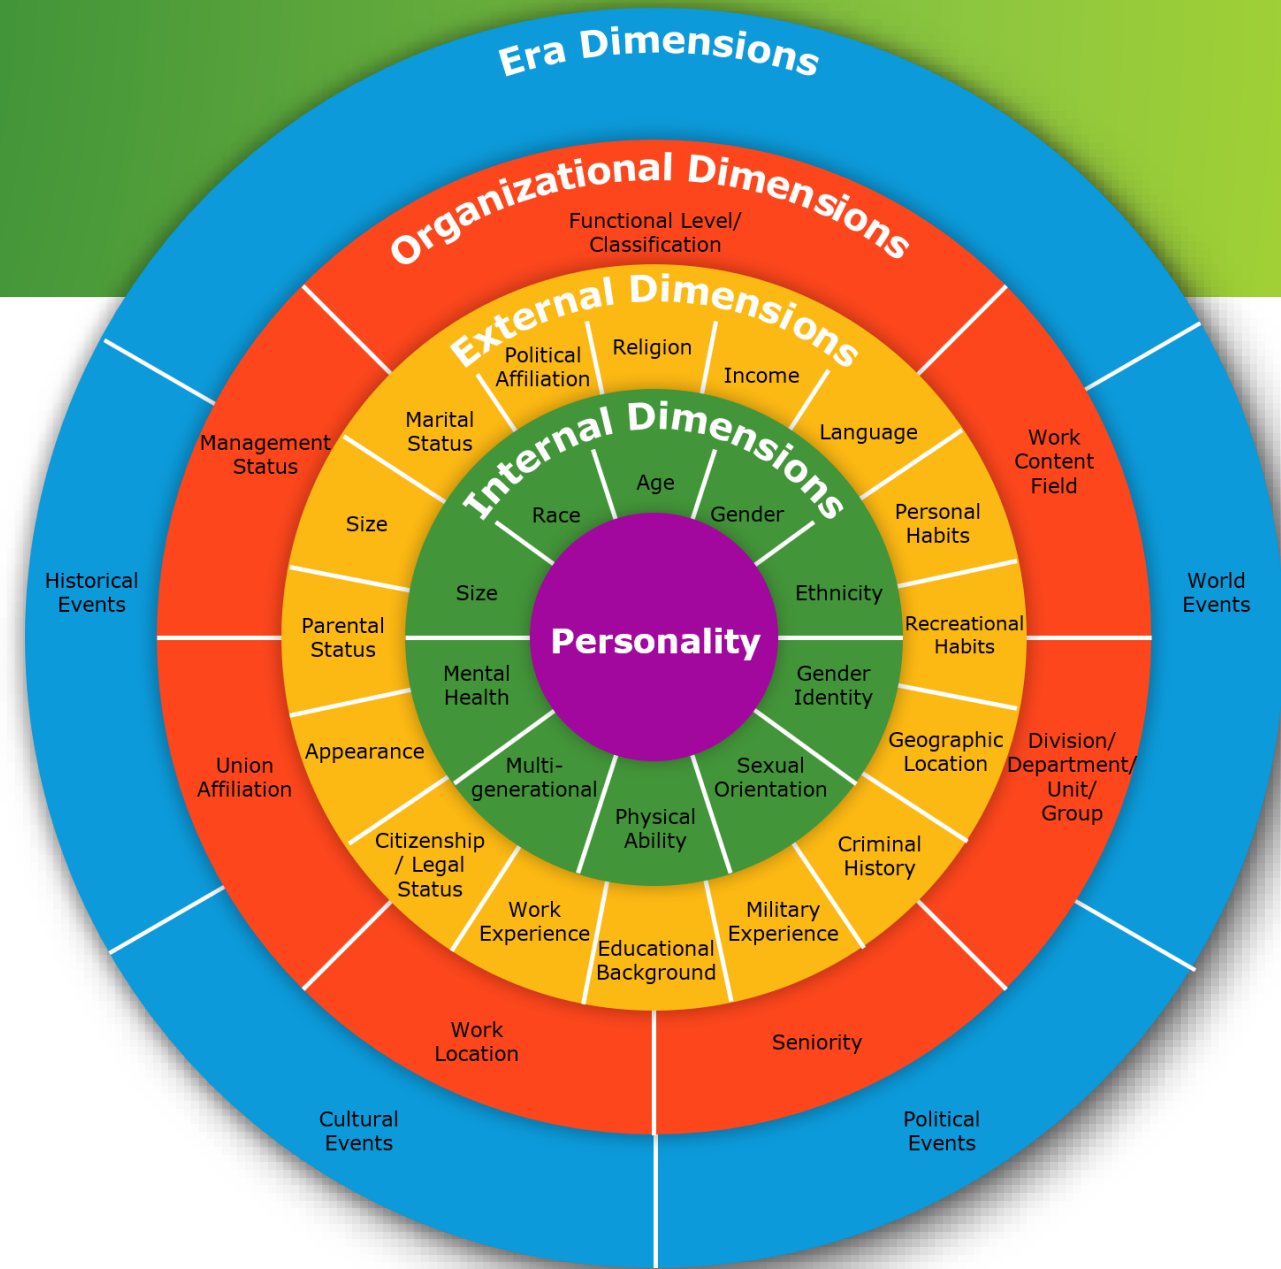 Era Dimensions
Historical
Events
World
Events
Cultural
Events
Political
Events
Organizational Dimensions
Functional Level/
Classification
Management
Status
Work
Content
Field
Union
Affiliation
Division/
Department/
Unit/
Group
Work
Location
Seniority
External Dimensions
Religion
Political
Affiliation
Income
Marital
Status
Language
Size
Personal
Habits
Parental
Status
Recreational
Habits
Appearance
Geographic
Location
Citizenship
/ Legal
Status
Criminal
History
Work
Experience
Military
Experience
Educational
Background
Internal Dimensions
Age
Race
Gender
Size
Ethnicity
Mental
Health
Gender
Identity
Multi-
generational
Sexual
Orientation
Physical
Ability
Personality